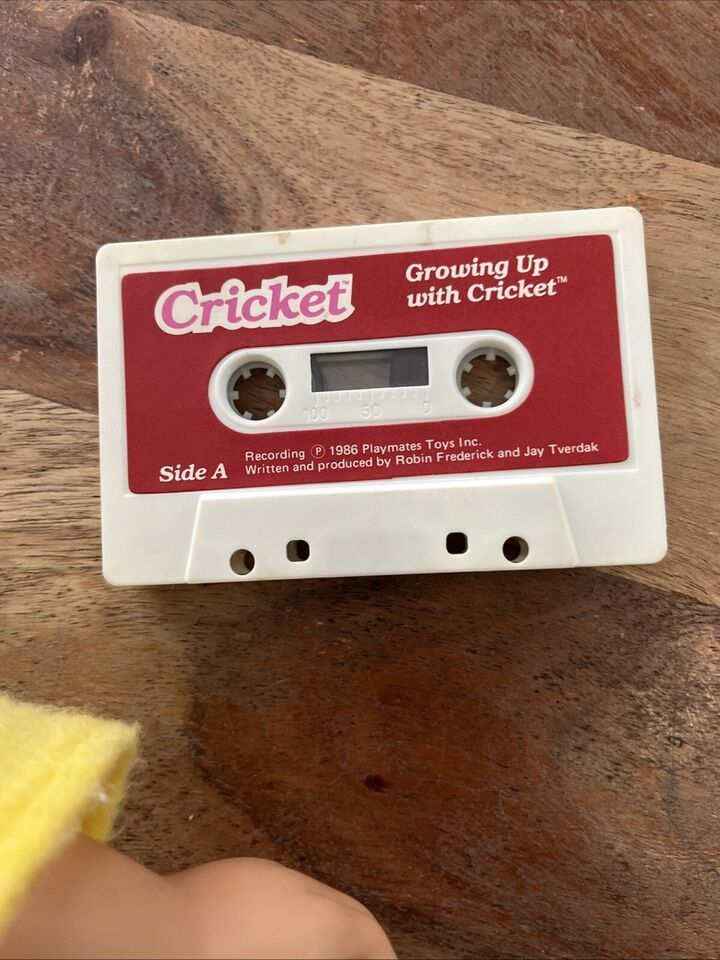 Cricket™
Growing Up
with Cricket™
100 50 0
Side A
Recording ℗ 1986 Playmates Toys Inc.
Written and produced by Robin Frederick and Jay Tverdak